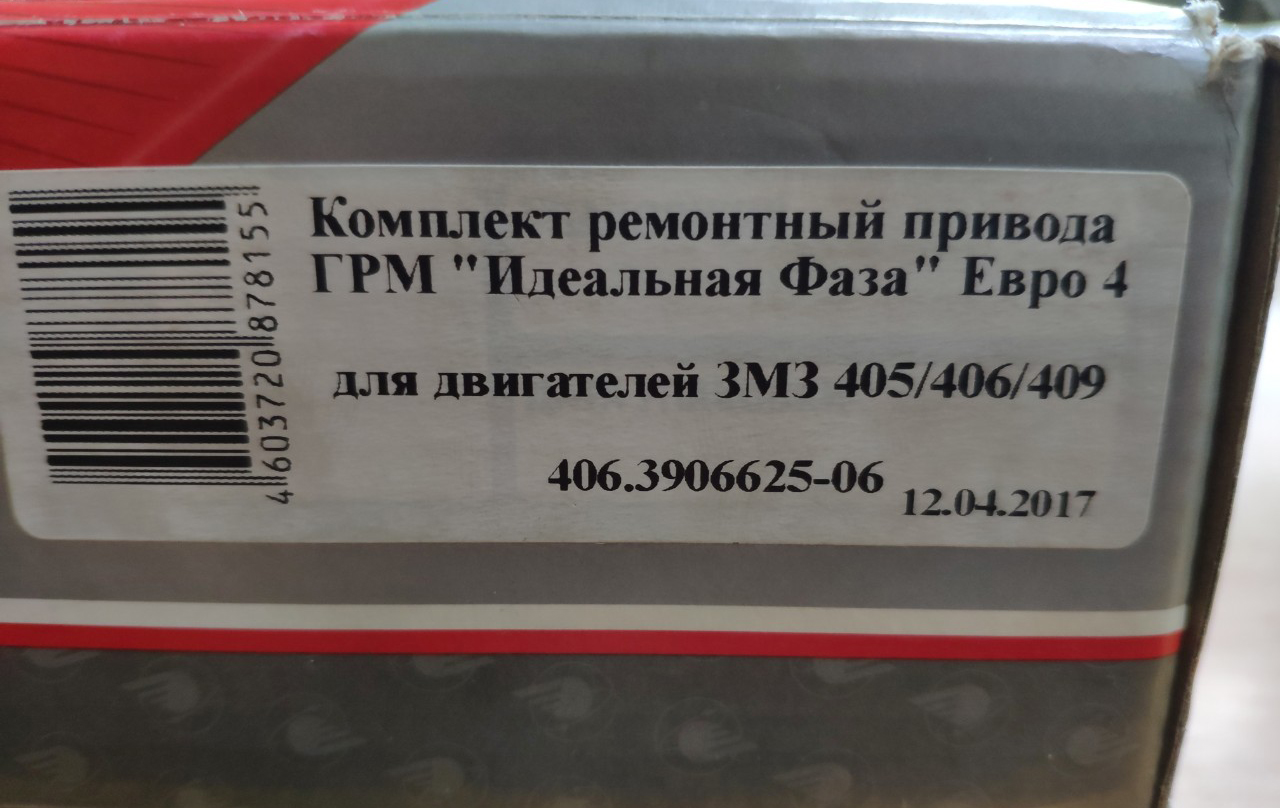 Комплект ремонтный привода
ГРМ "Идеальная Фаза" Евро 4
для двигателей ЗМЗ 405/406/409
406.3906625-06
12.04.2017
4603720878155